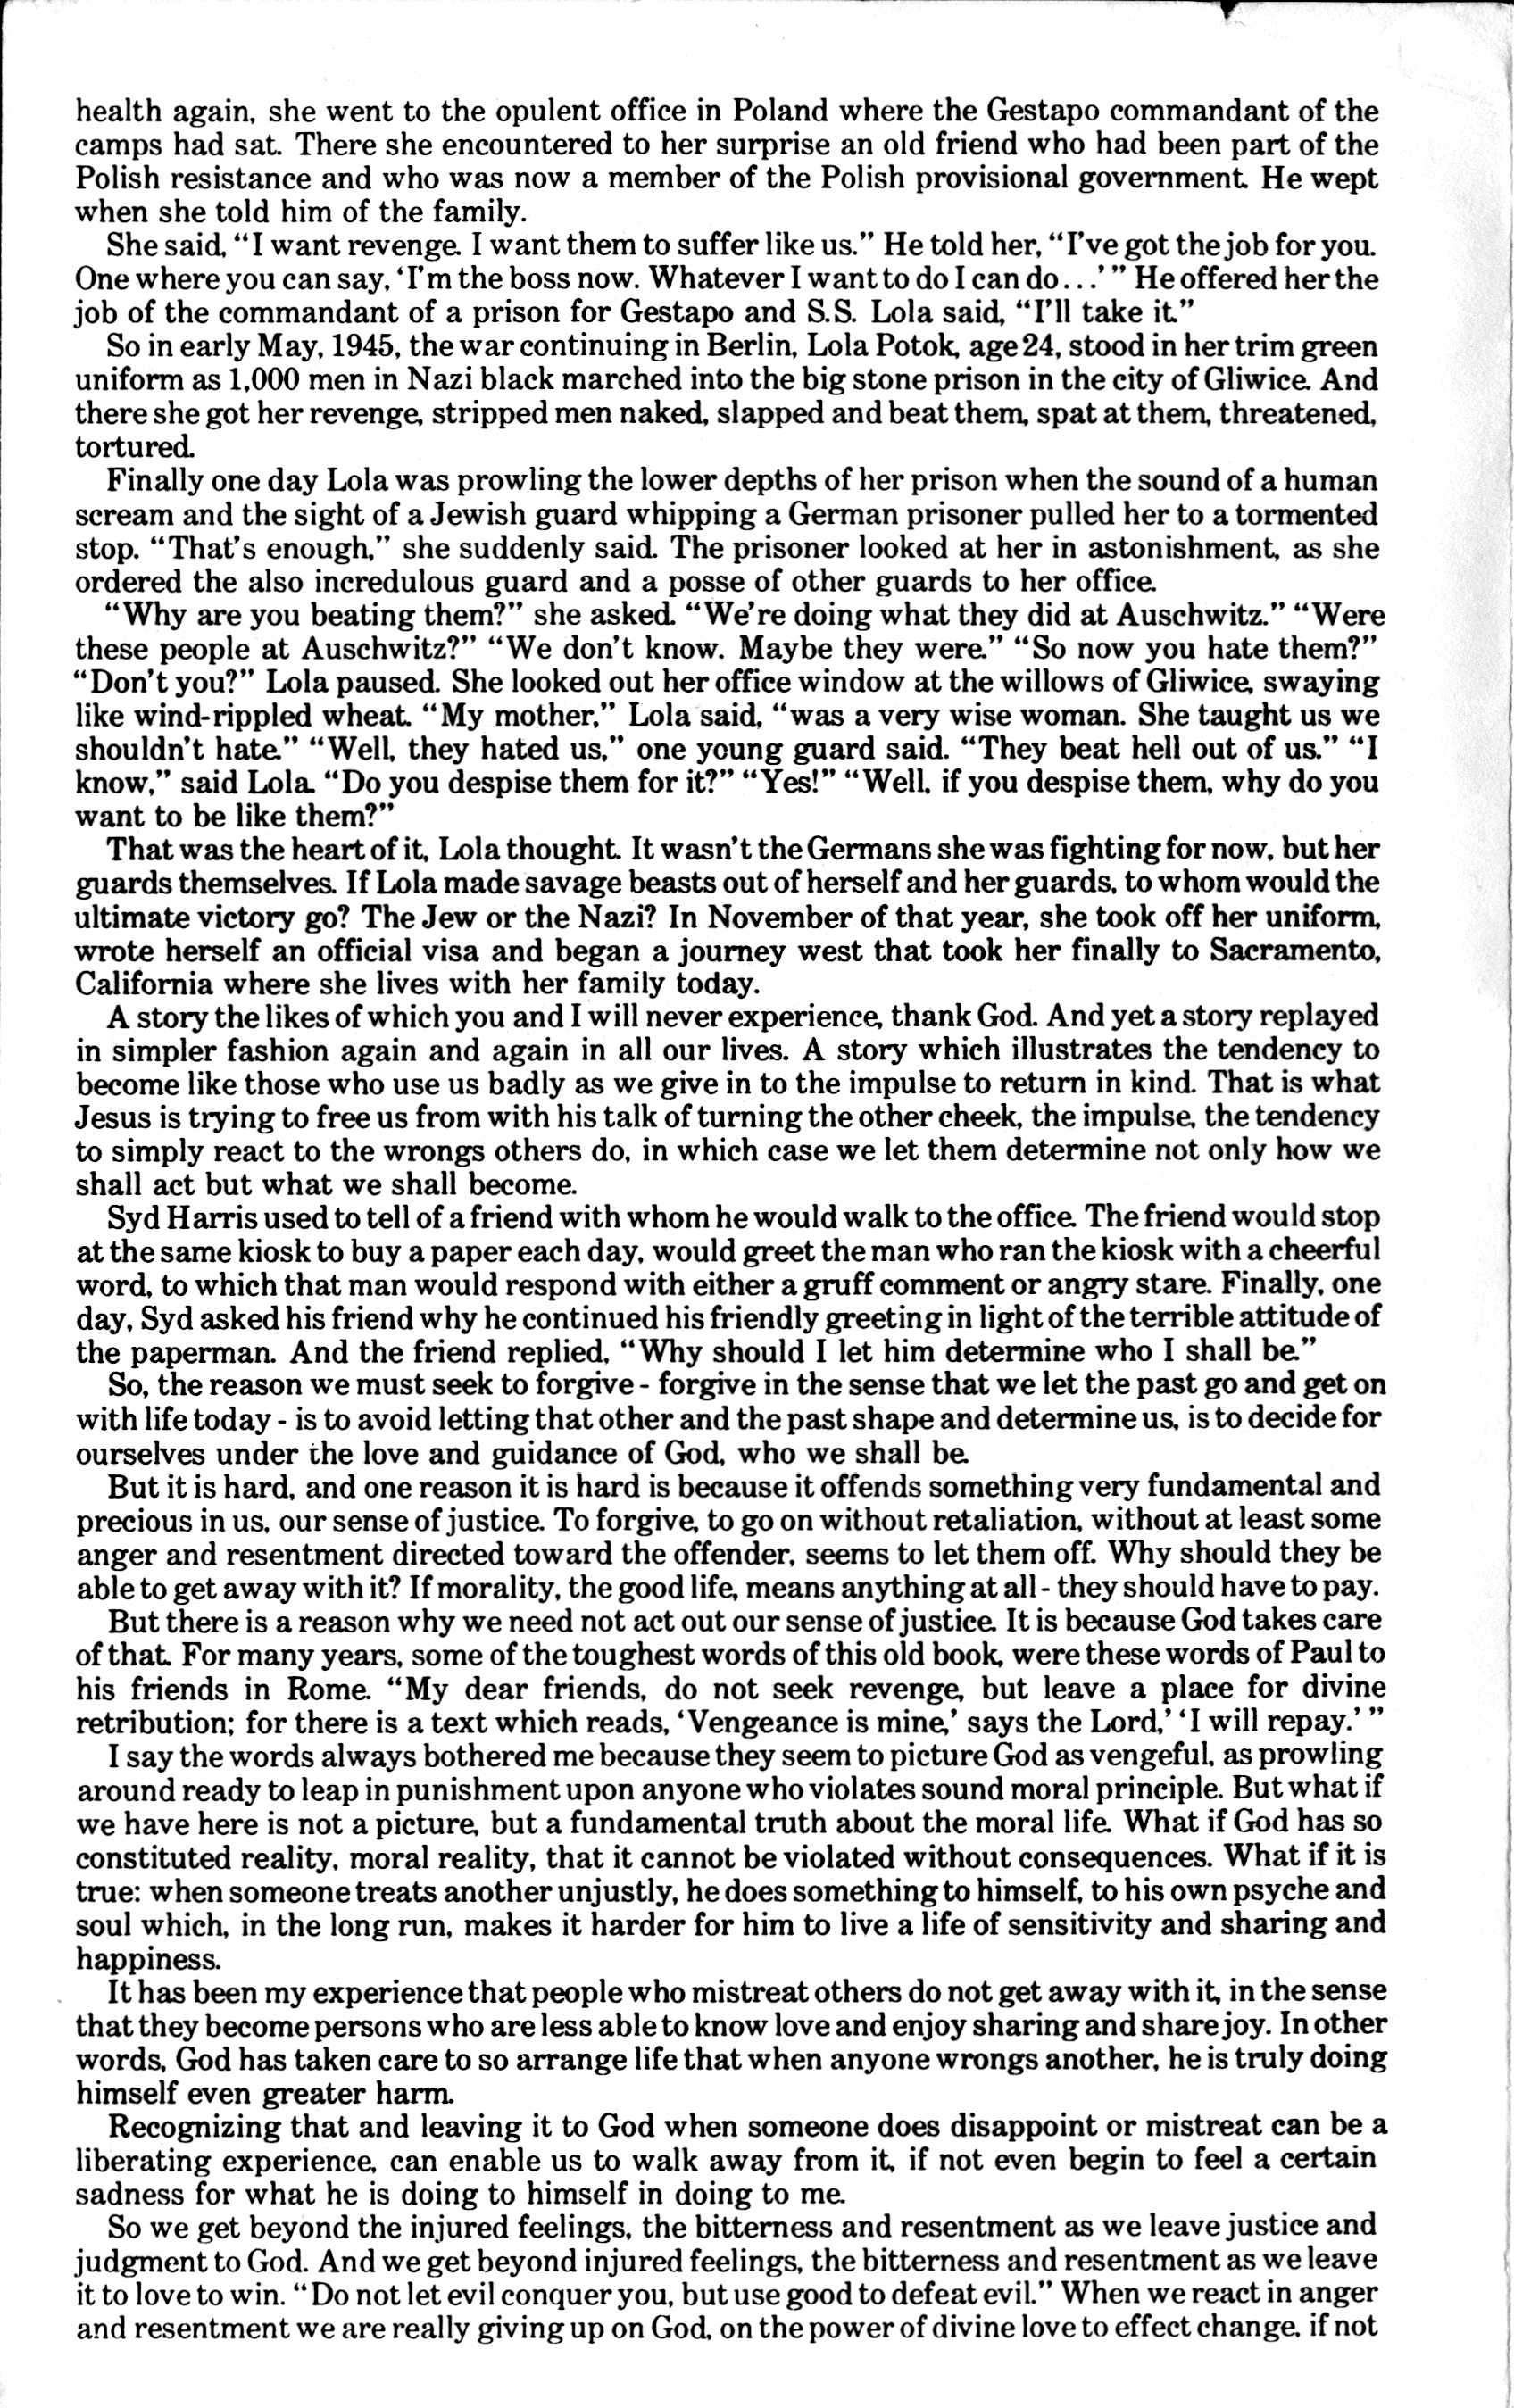 health again, she went to the opulent office in Poland where the Gestapo commandant of the
camps had sat. There she encountered to her surprise an old friend who had been part of the
Polish resistance and who was now a member of the Polish provisional government. He wept
when she told him of the family.
She said, “I want revenge. I want them to suffer like us.” He told her, “I’ve got the job for you.
One where you can say, ‘I’m the boss now. Whatever I want to do I can do...’ ” He offered her the
job of the commandant of a prison for Gestapo and S.S. Lola said, “I’ll take it.”
So in early May, 1945, the war continuing in Berlin, Lola Potok, age 24, stood in her trim green
uniform as 1,000 men in Nazi black marched into the big stone prison in the city of Gliwice. And
there she got her revenge, stripped men naked, slapped and beat them, spat at them, threatened,
tortured.
Finally one day Lola was prowling the lower depths of her prison when the sound of a human
scream and the sight of a Jewish guard whipping a German prisoner pulled her to a tormented
stop. “That’s enough,” she suddenly said. The prisoner looked at her in astonishment, as she
ordered the also incredulous guard and a posse of other guards to her office.
“Why are you beating them?” she asked. “We’re doing what they did at Auschwitz.” “Were
these people at Auschwitz?” “We don’t know. Maybe they were.” “So now you hate them?”
“Don’t you?” Lola paused. She looked out her office window at the willows of Gliwice, swaying
like wind-rippled wheat. “My mother,” Lola said, “was a very wise woman. She taught us we
shouldn’t hate.” “Well, they hated us,” one young guard said. “They beat hell out of us.” “I
know,” said Lola. “Do you despise them for it?” “Yes!” “Well, if you despise them, why do you
want to be like them?”
That was the heart of it, Lola thought. It wasn’t the Germans she was fighting for now, but her
guards themselves. If Lola made savage beasts out of herself and her guards, to whom would the
ultimate victory go? The Jew or the Nazi? In November of that year, she took off her uniform,
wrote herself an official visa and began a journey west that took her finally to Sacramento,
California where she lives with her family today.
A story the likes of which you and I will never experience, thank God. And yet a story replayed
in simpler fashion again and again in all our lives. A story which illustrates the tendency to
become like those who use us badly as we give in to the impulse to return in kind. That is what
Jesus is trying to free us from with his talk of turning the other cheek, the impulse, the tendency
to simply react to the wrongs others do, in which case we let them determine not only how we
shall act but what we shall become.
Syd Harris used to tell of a friend with whom he would walk to the office. The friend would stop
at the same kiosk to buy a paper each day, would greet the man who ran the kiosk with a cheerful
word, to which that man would respond with either a gruff comment or angry stare. Finally, one
day, Syd asked his friend why he continued his friendly greeting in light of the terrible attitude of
the paperman. And the friend replied, “Why should I let him determine who I shall be.”
So, the reason we must seek to forgive - forgive in the sense that we let the past go and get on
with life today - is to avoid letting that other and the past shape and determine us, is to decide for
ourselves under the love and guidance of God, who we shall be.
But it is hard, and one reason it is hard is because it offends something very fundamental and
precious in us, our sense of justice. To forgive, to go on without retaliation, without at least some
anger and resentment directed toward the offender, seems to let them off. Why should they be
able to get away with it? If morality, the good life, means anything at all - they should have to pay.
But there is a reason why we need not act out our sense of justice. It is because God takes care
of that. For many years, some of the toughest words of this old book, were these words of Paul to
his friends in Rome. “My dear friends, do not seek revenge, but leave a place for divine
retribution; for there is a text which reads, ‘Vengeance is mine,’ says the Lord,’ ‘I will repay.’ ”
I say the words always bothered me because they seem to picture God as vengeful, as prowling
around ready to leap in punishment upon anyone who violates sound moral principle. But what if
we have here is not a picture, but a fundamental truth about the moral life. What if God has so
constituted reality, moral reality, that it cannot be violated without consequences. What if it is
true: when someone treats another unjustly, he does something to himself, to his own psyche and
soul which, in the long run, makes it harder for him to live a life of sensitivity and sharing and
happiness.
It has been my experience that people who mistreat others do not get away with it, in the sense
that they become persons who are less able to know love and enjoy sharing and share joy. In other
words, God has taken care to so arrange life that when anyone wrongs another, he is truly doing
himself even greater harm.
Recognizing that and leaving it to God when someone does disappoint or mistreat can be a
liberating experience, can enable us to walk away from it, if not even begin to feel a certain
sadness for what he is doing to himself in doing to me.
So we get beyond the injured feelings, the bitterness and resentment as we leave justice and
judgment to God. And we get beyond injured feelings, the bitterness and resentment as we leave
it to love to win. “Do not let evil conquer you, but use good to defeat evil.” When we react in anger
and resentment we are really giving up on God, on the power of divine love to effect change, if not